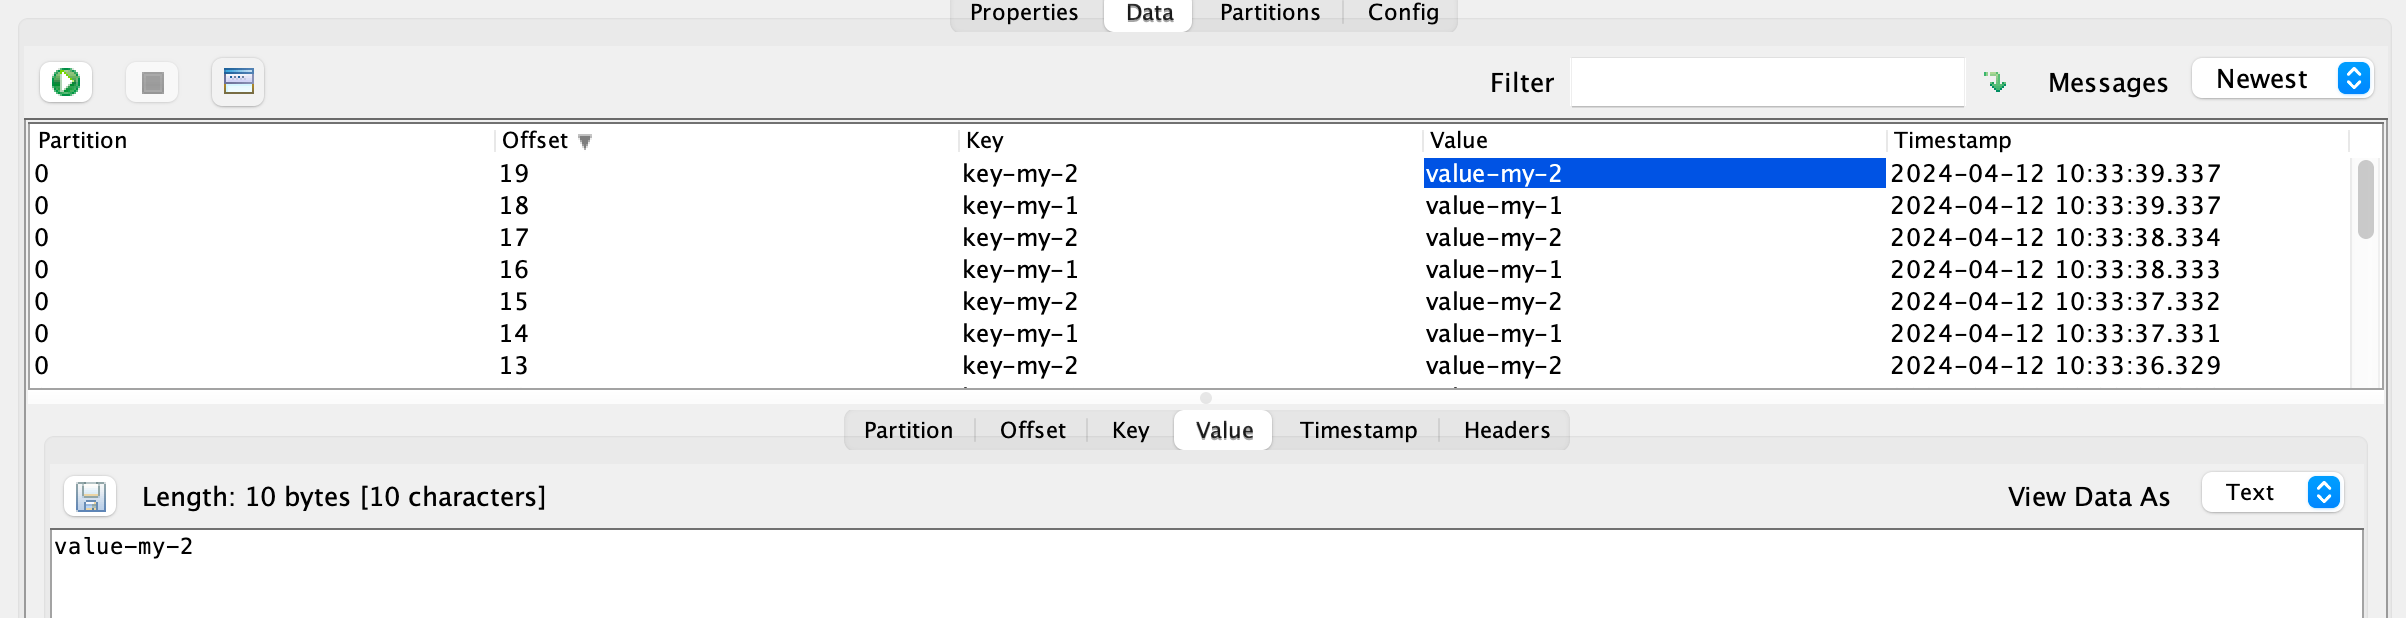 Properties Data Partitions Config
Filter Messages Newest
Partition Offset Key Value Timestamp
0 19 key-my-2 value-my-2 2024-04-12 10:33:39.337
0 18 key-my-1 value-my-1 2024-04-12 10:33:39.337
0 17 key-my-2 value-my-2 2024-04-12 10:33:38.334
0 16 key-my-1 value-my-1 2024-04-12 10:33:38.333
0 15 key-my-2 value-my-2 2024-04-12 10:33:37.332
0 14 key-my-1 value-my-1 2024-04-12 10:33:37.331
0 13 key-my-2 value-my-2 2024-04-12 10:33:36.329
Partition Offset Key Value Timestamp Headers
Length: 10 bytes [10 characters] View Data As Text
value-my-2